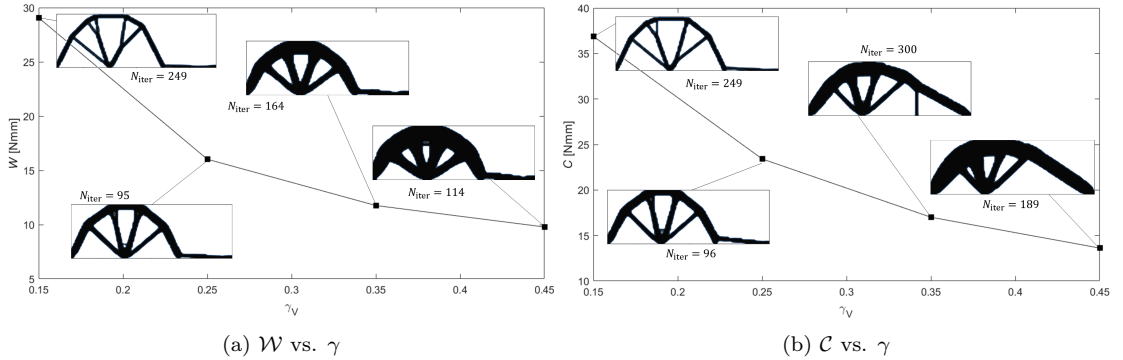 30
25
20
15
10
5
W [Nmm]
N_iter = 249
N_iter = 164
N_iter = 114
N_iter = 95
0.15 0.2 0.25 0.3 0.35 0.4 0.45
γ_V
(a) 𝒲 vs. γ
40
35
30
25
20
15
10
C [Nmm]
N_iter = 300
N_iter = 249
N_iter = 189
N_iter = 96
0.15 0.2 0.25 0.3 0.35 0.4 0.45
γ_V
(b) 𝒞 vs. γ